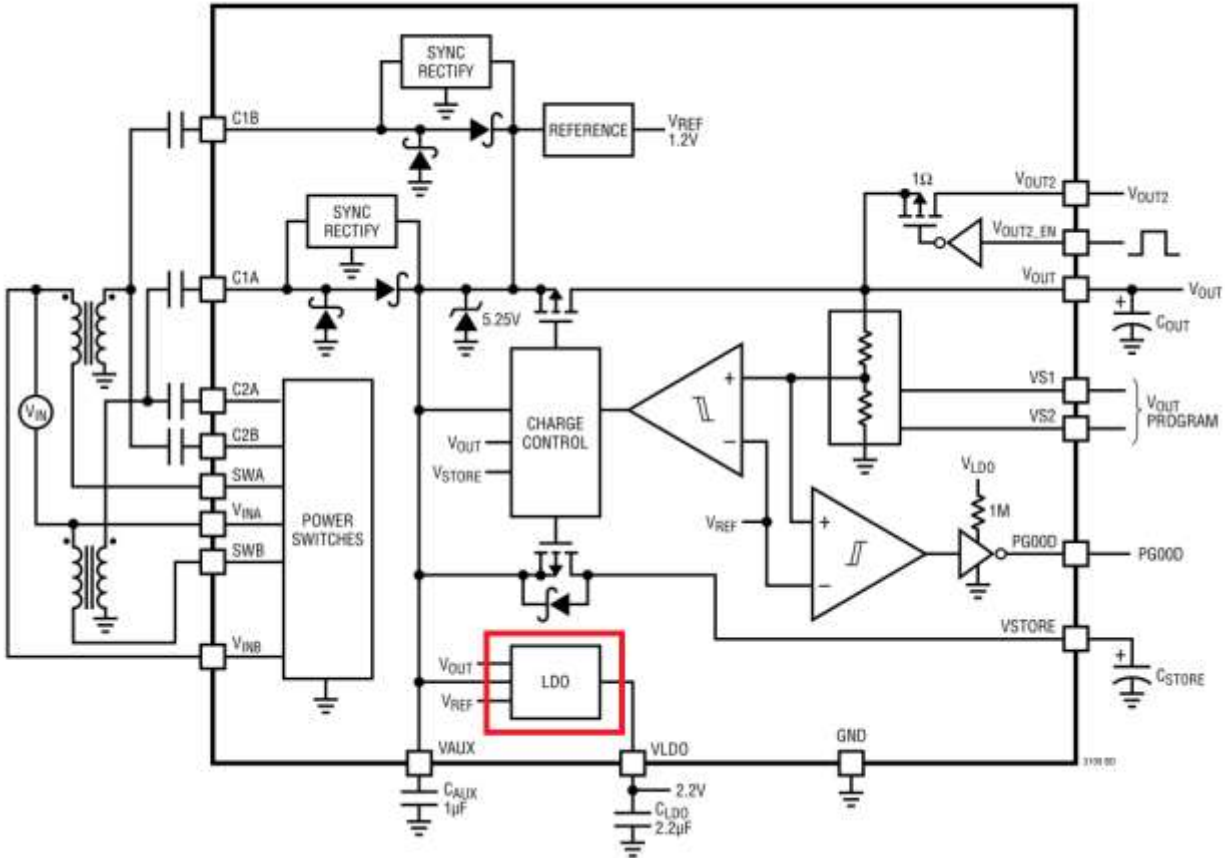 SYNC
RECTIFY
C1B
REFERENCE
VREF
1.2V
1Ω
VOUT2
VOUT2
SYNC
RECTIFY
VOUT2_EN
C1A
VOUT
VOUT
5.25V
+
COUT
C2A
VIN
C2B
SWA
VINA
SWB
VINB
POWER
SWITCHES
CHARGE
CONTROL
VOUT
VSTORE
+
−
VS1
VS2
VOUT
PROGRAM
VLDO
1M
VREF
+
−
PGOOD
PGOOD
VSTORE
+
CSTORE
VOUT
LDO
VREF
VAUX
VLDO
GND
CAUX
1µF
2.2V
CLDO
2.2µF